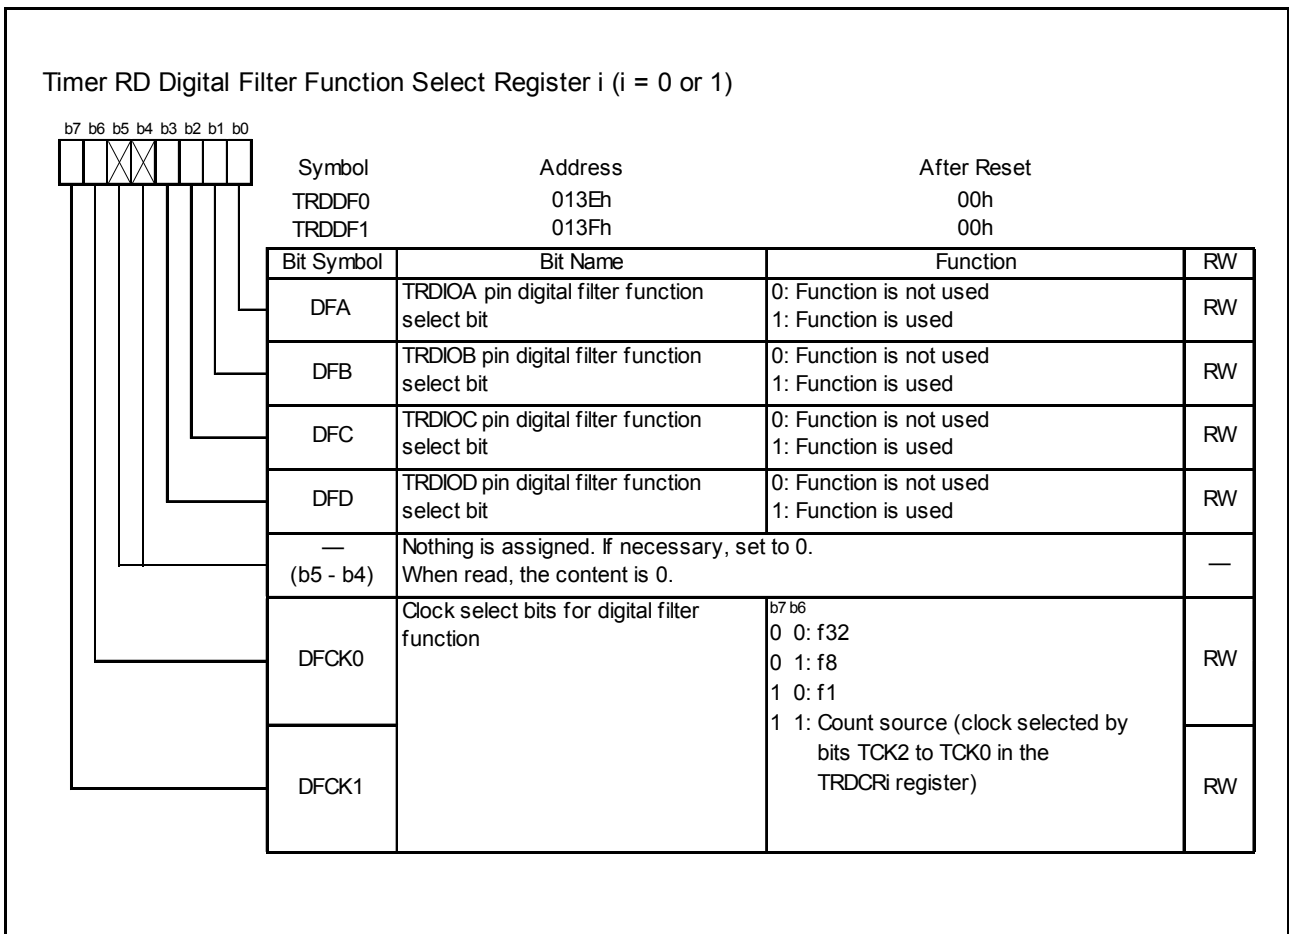 Timer RD Digital Filter Function Select Register i (i = 0 or 1)
b7 b6 b5 b4 b3 b2 b1 b0
Symbol Address After Reset
TRDDF0 013Eh 00h
TRDDF1 013Fh 00h
Bit Symbol Bit Name Function RW
DFA TRDIOA pin digital filter function select bit 0: Function is not used RW
1: Function is used
DFB TRDIOB pin digital filter function select bit 0: Function is not used RW
1: Function is used
DFC TRDIOC pin digital filter function select bit 0: Function is not used RW
1: Function is used
DFD TRDIOD pin digital filter function select bit 0: Function is not used RW
1: Function is used
— Nothing is assigned. If necessary, set to 0. —
(b5 - b4) When read, the content is 0.
DFCK0 Clock select bits for digital filter function b7 b6 RW
0 0: f32
0 1: f8
1 0: f1
1 1: Count source (clock selected by
bits TCK2 to TCK0 in the
TRDCRi register)
DFCK1 RW